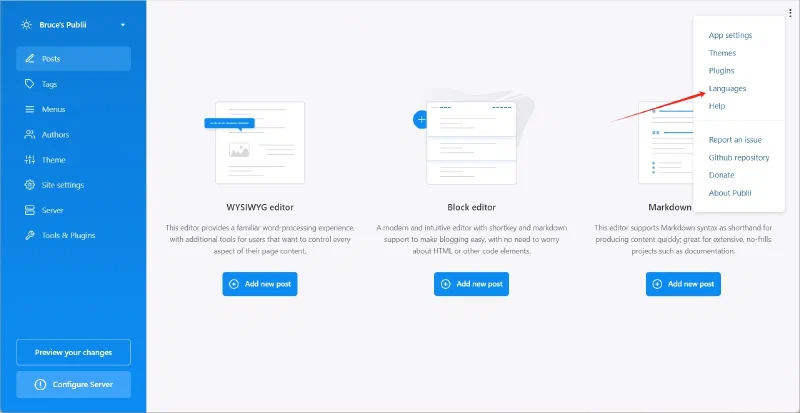 Bruce's Publii
Posts
Tags
Menus
Authors
Theme
Site settings
Server
Tools & Plugins
Preview your changes
Configure Server
WYSIWYG editor
This editor provides a familiar word-processing experience,
with additional tools for users that want to control every
aspect of their page content.
Add new post
Block editor
A modern and intuitive editor with shortkey and markdown
support to make blogging easy, with no need to worry
about HTML or other code elements.
Add new post
Markdown
This editor supports Markdown syntax as shorthand for
producing content quickly; great for extensive, no-frills
projects such as documentation.
Add new post
App settings
Themes
Plugins
Languages
Help
Report an issue
Github repository
Donate
About Publii